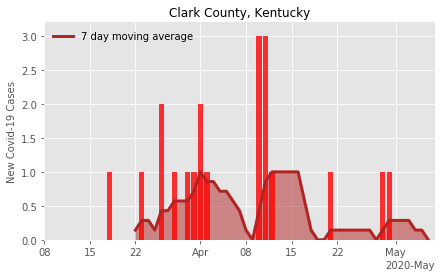 Clark County, Kentucky
7 day moving average
New Covid-19 Cases
3.0
2.5
2.0
1.5
1.0
0.5
0.0
08 15 22 Apr 08 15 22 May
2020-May